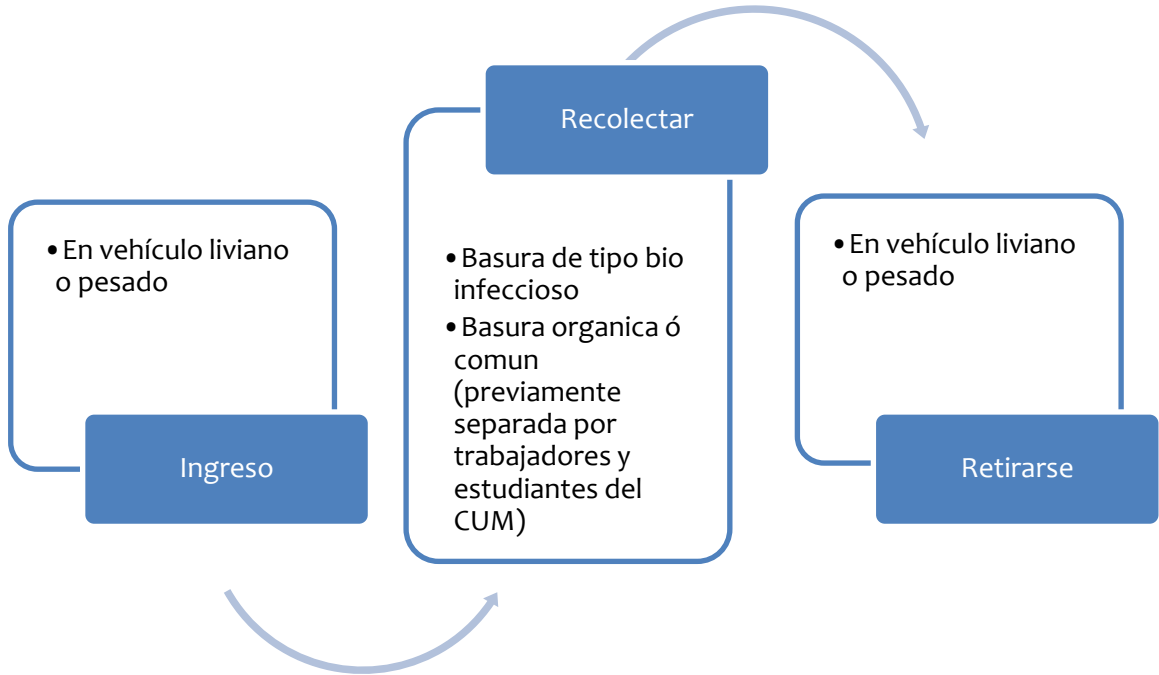 • En vehículo liviano
o pesado
Ingreso
Recolectar
• Basura de tipo bio
infeccioso
• Basura organica ó
comun
(previamente
separada por
trabajadores y
estudiantes del
CUM)
• En vehículo liviano
o pesado
Retirarse